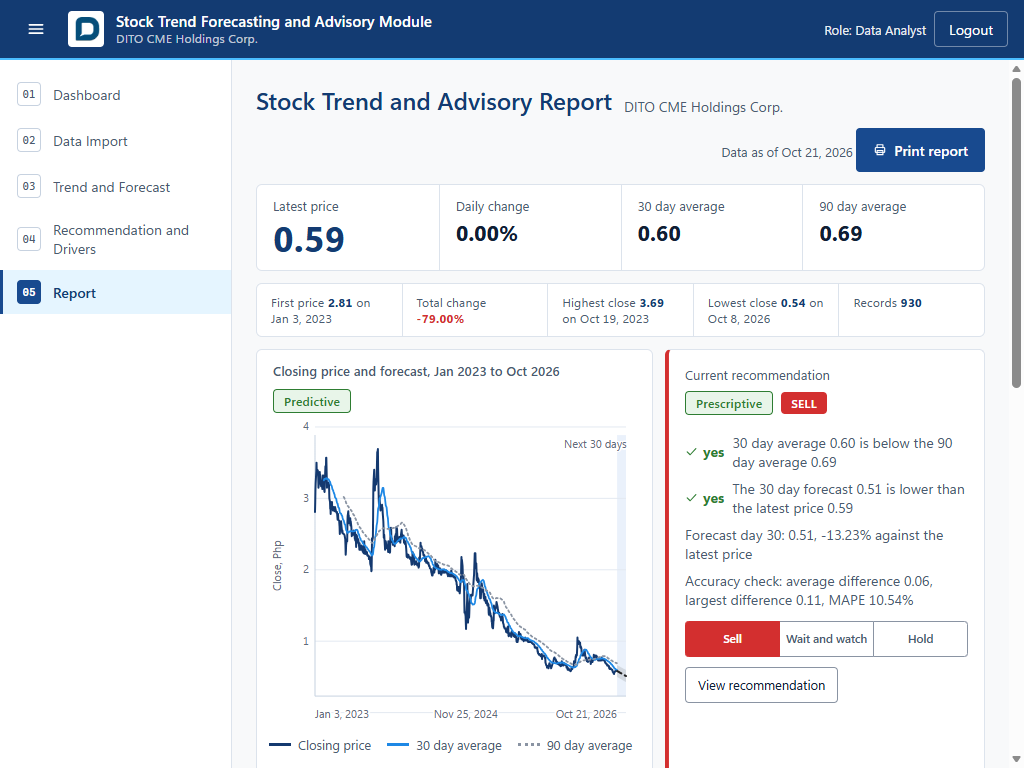 Stock Trend Forecasting and Advisory Module
DITO CME Holdings Corp.
Role: Data Analyst
Logout
01 Dashboard
02 Data Import
03 Trend and Forecast
04 Recommendation and
Drivers
05 Report
Stock Trend and Advisory Report DITO CME Holdings Corp.
Data as of Oct 21, 2026
Print report
Latest price
0.59
Daily change
0.00%
30 day average
0.60
90 day average
0.69
First price 2.81 on
Jan 3, 2023
Total change
-79.00%
Highest close 3.69
on Oct 19, 2023
Lowest close 0.54 on
Oct 8, 2026
Records 930
Closing price and forecast, Jan 2023 to Oct 2026
Predictive
Next 30 days
4
3
2
1
Close, Php
Jan 3, 2023
Nov 25, 2024
Oct 21, 2026
Closing price
30 day average
90 day average
Current recommendation
Prescriptive
SELL
yes 30 day average 0.60 is below the 90
day average 0.69
yes The 30 day forecast 0.51 is lower than
the latest price 0.59
Forecast day 30: 0.51, -13.23% against the
latest price
Accuracy check: average difference 0.06,
largest difference 0.11, MAPE 10.54%
Sell
Wait and watch
Hold
View recommendation